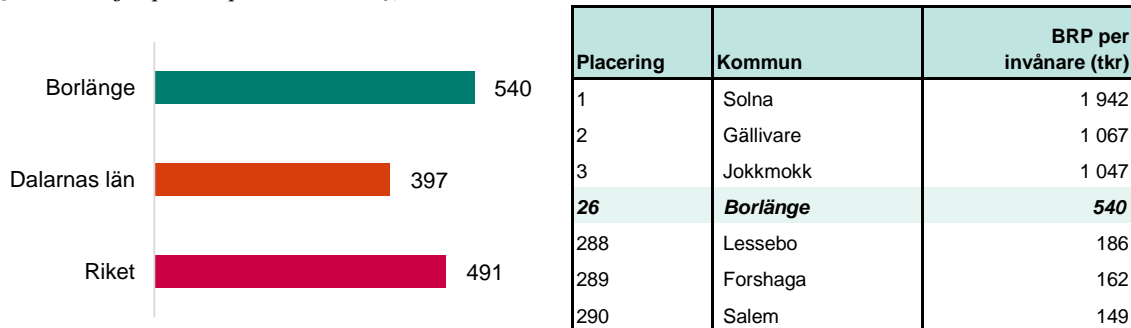 Borlänge 540
Dalarnas län 397
Riket 491
Placering Kommun BRP per invånare (tkr)
1 Solna 1 942
2 Gällivare 1 067
3 Jokkmokk 1 047
26 Borlänge 540
288 Lessebo 186
289 Forshaga 162
290 Salem 149